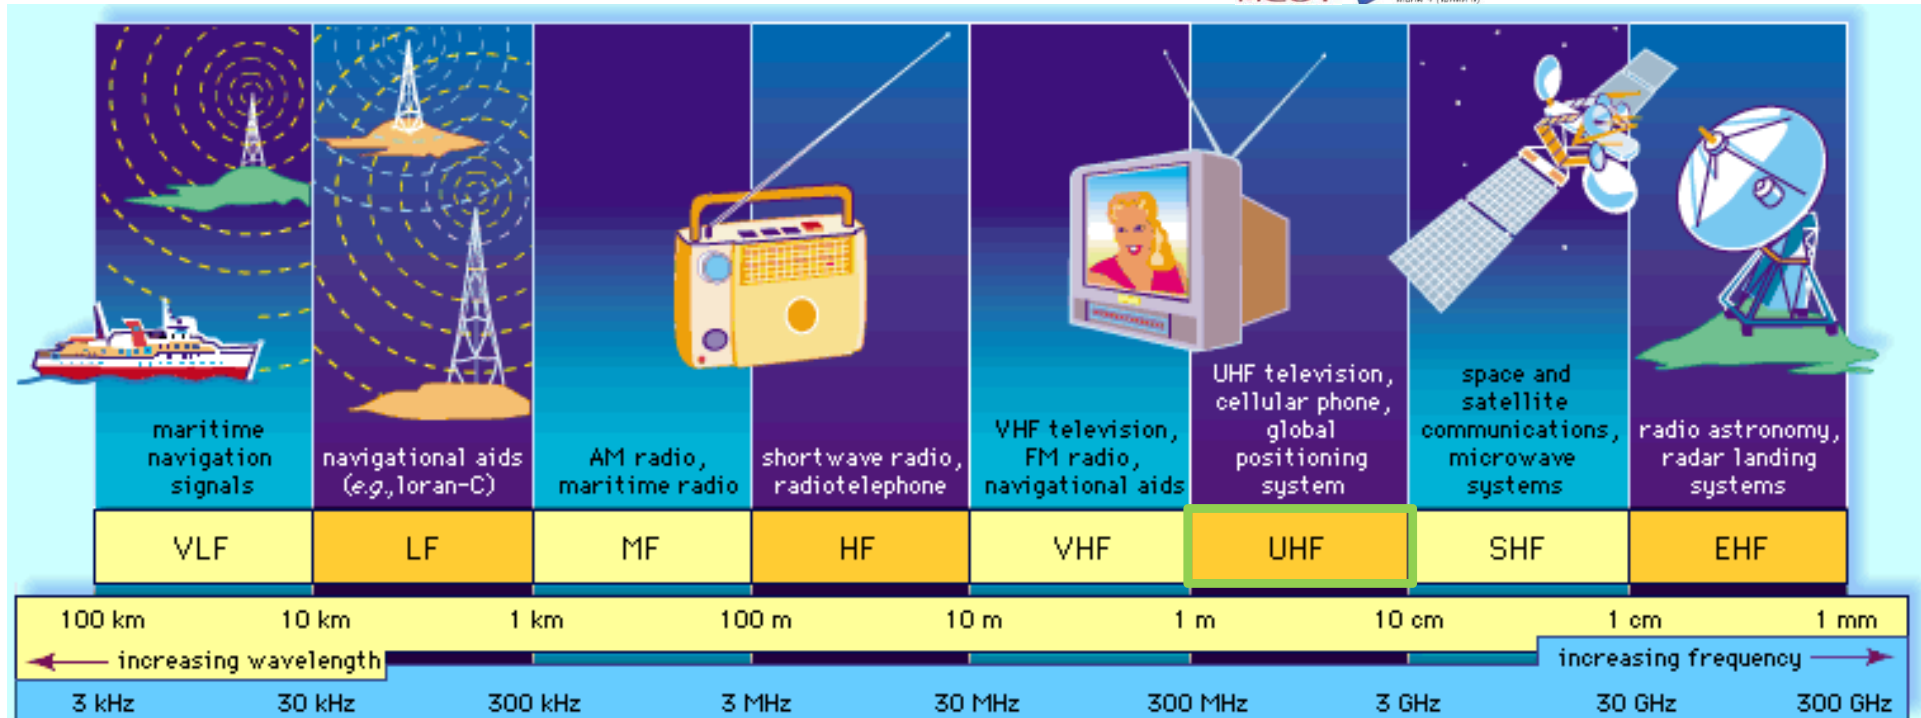 maritime
navigation
signals
navigational aids
(e.g.,loran-C)
AM radio,
maritime radio
shortwave radio,
radiotelephone
VHF television,
FM radio,
navigational aids
UHF television,
cellular phone,
global
positioning
system
space and
satellite
communications,
microwave
systems
radio astronomy,
radar landing
systems
VLF LF MF HF VHF UHF SHF EHF
100 km 10 km 1 km 100 m 10 m 1 m 10 cm 1 cm 1 mm
increasing wavelength increasing frequency
3 kHz 30 kHz 300 kHz 3 MHz 30 MHz 300 MHz 3 GHz 30 GHz 300 GHz